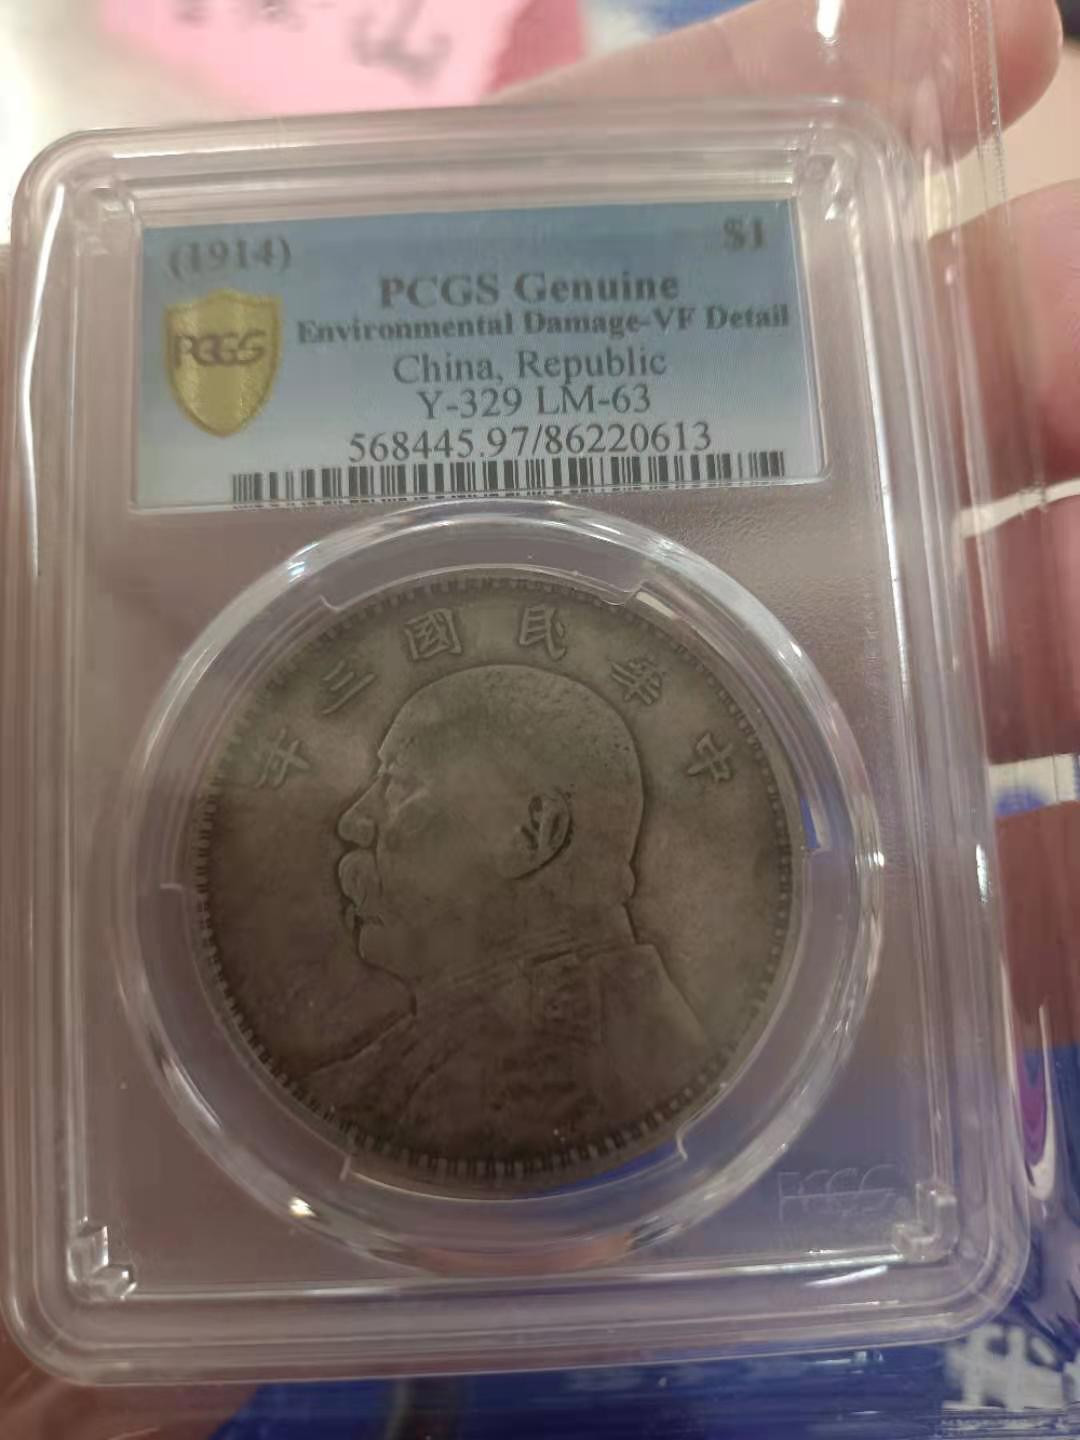 (1914) $1
PCGS Genuine
PCGS
Environmental Damage-VF Detail
China, Republic
Y-329 LM-63
568445.97/86220613
年三國民華中
PCGS